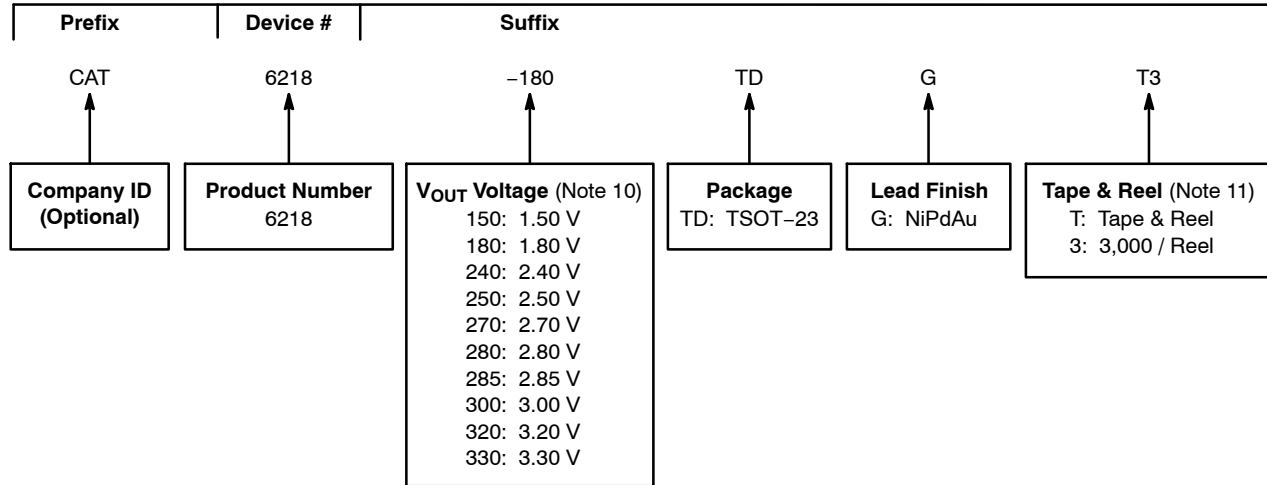 Prefix Device # Suffix
CAT 6218 −180 TD G T3
Company ID
(Optional)
Product Number
6218
VOUT Voltage (Note 10)
150: 1.50 V
180: 1.80 V
240: 2.40 V
250: 2.50 V
270: 2.70 V
280: 2.80 V
285: 2.85 V
300: 3.00 V
320: 3.20 V
330: 3.30 V
Package
TD: TSOT−23
Lead Finish
G: NiPdAu
Tape & Reel (Note 11)
T: Tape & Reel
3: 3,000 / Reel